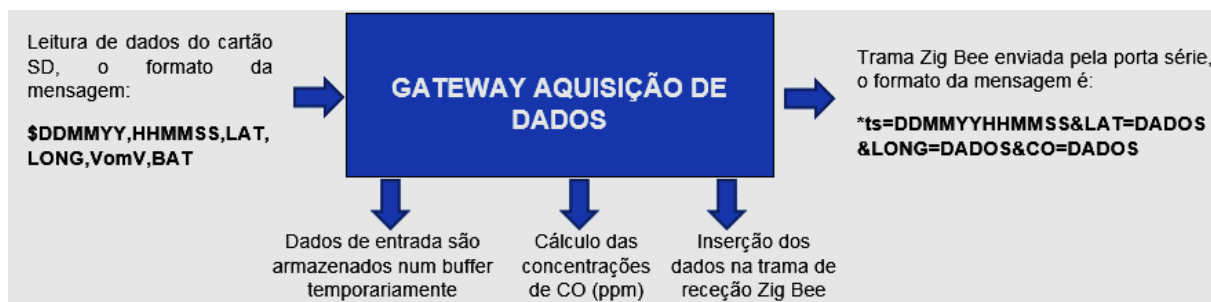 Leitura de dados do cartão
SD, o formato da
mensagem:
$DDMMYY,HHMMSS,LAT,
LONG,VomV,BAT
GATEWAY AQUISIÇÃO DE
DADOS
Trama Zig Bee enviada pela porta série,
o formato da mensagem é:
*ts=DDMMYYHHMMSS&LAT=DADOS
&LONG=DADOS&CO=DADOS
Dados de entrada são
armazenados num buffer
temporariamente
Cálculo das
concentrações
de CO (ppm)
Inserção dos
dados na trama de
receção Zig Bee